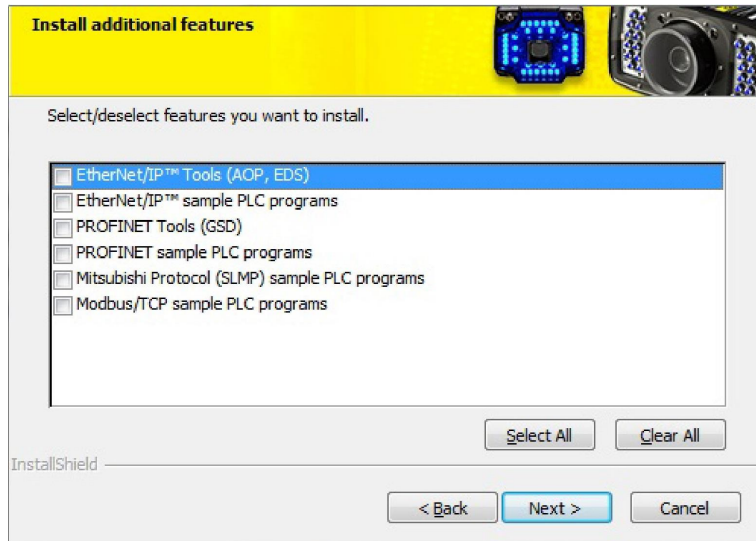 Install additional features
Select/deselect features you want to install.
EtherNet/IP™ Tools (AOP, EDS)
EtherNet/IP™ sample PLC programs
PROFINET Tools (GSD)
PROFINET sample PLC programs
Mitsubishi Protocol (SLMP) sample PLC programs
Modbus/TCP sample PLC programs
Select All
Clear All
InstallShield
< Back
Next >
Cancel